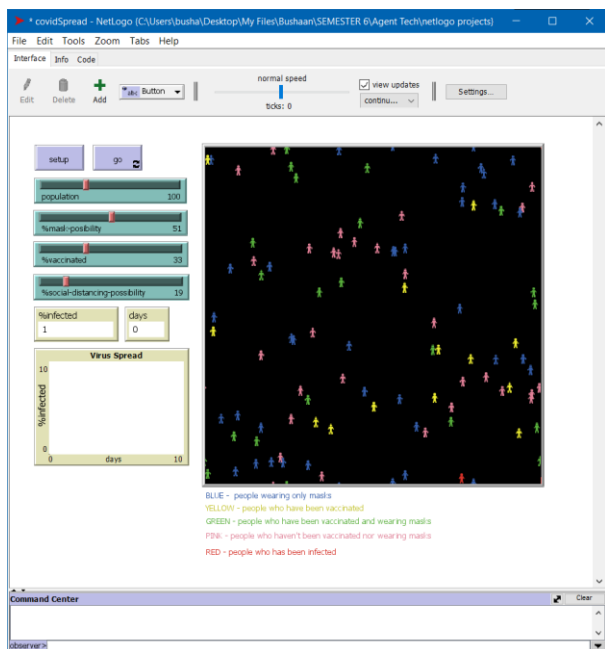 * covidSpread - NetLogo {C:\Users\busha\Desktop\My Files\Bushaan\SEMESTER 6\Agent Tech\netlogo projects}
File Edit Tools Zoom Tabs Help
Interface Info Code
Edit Delete Add abc Button normal speed ticks: 0 view updates continu... Settings...
setup go
population 100
%mask-posibility 51
%vaccinated 33
%social-distancing-possibility 19
%infected days
1 0
Virus Spread
10
%infected
0
0 days 10
BLUE - people wearing only masks
YELLOW - people who have been vaccinated
GREEN - people who have been vaccinated and wearing masks
PINK - people who haven't been vaccinated nor wearing masks
RED - people who has been infected
Command Center Clear
observer>